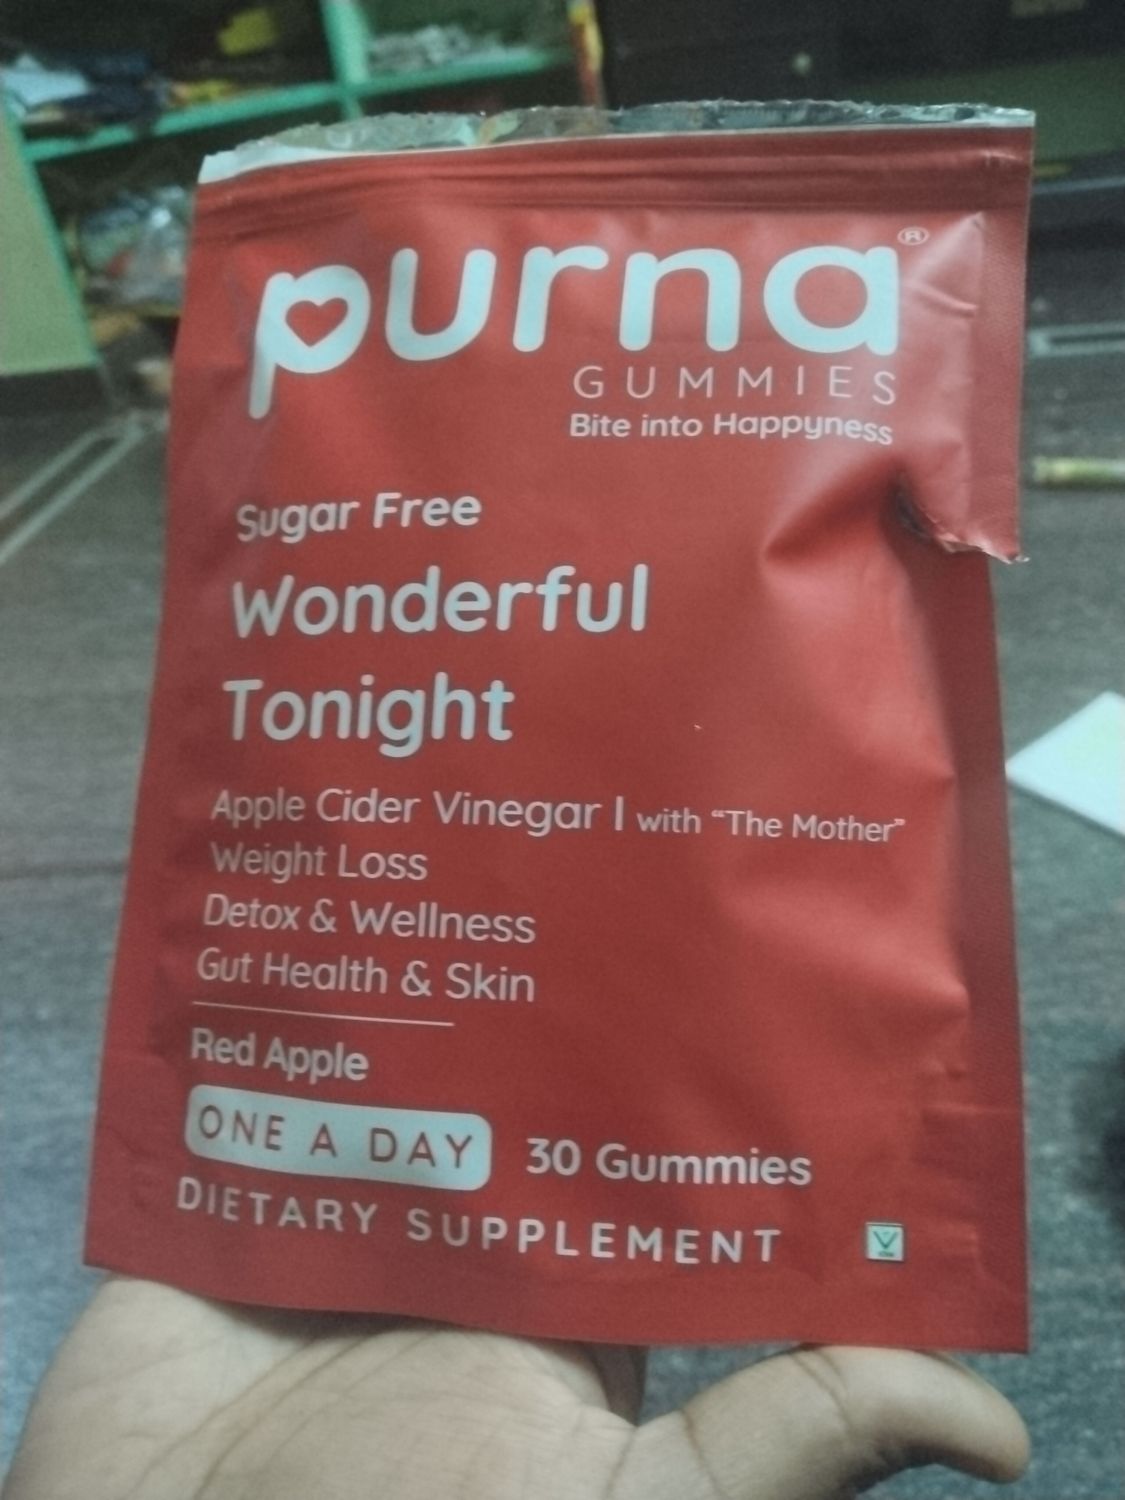 purna®
GUMMIES
Bite into Happyness
Sugar Free
Wonderful
Tonight
Apple Cider Vinegar | with “The Mother”
Weight Loss
Detox & Wellness
Gut Health & Skin
Red Apple
ONE A DAY 30 Gummies
DIETARY SUPPLEMENT